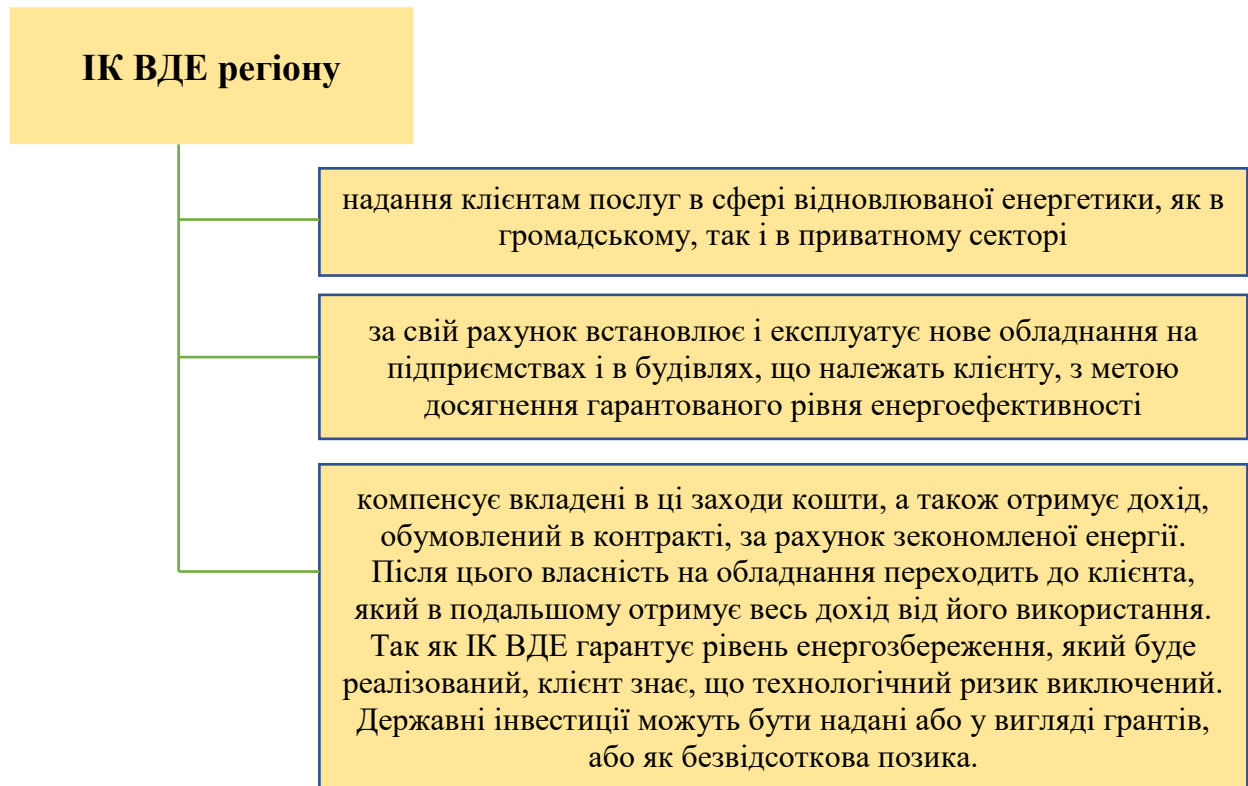 ІК ВДЕ регіону
надання клієнтам послуг в сфері відновлюваної енергетики, як в
громадському, так і в приватному секторі
за свій рахунок встановлює і експлуатує нове обладнання на
підприємствах і в будівлях, що належать клієнту, з метою
досягнення гарантованого рівня енергоефективності
компенсує вкладені в ці заходи кошти, а також отримує дохід,
обумовлений в контракті, за рахунок зекономленої енергії.
Після цього власність на обладнання переходить до клієнта,
який в подальшому отримує весь дохід від його використання.
Так як ІК ВДЕ гарантує рівень енергозбереження, який буде
реалізований, клієнт знає, що технологічний ризик виключений.
Державні інвестиції можуть бути надані або у вигляді грантів,
або як безвідсоткова позика.